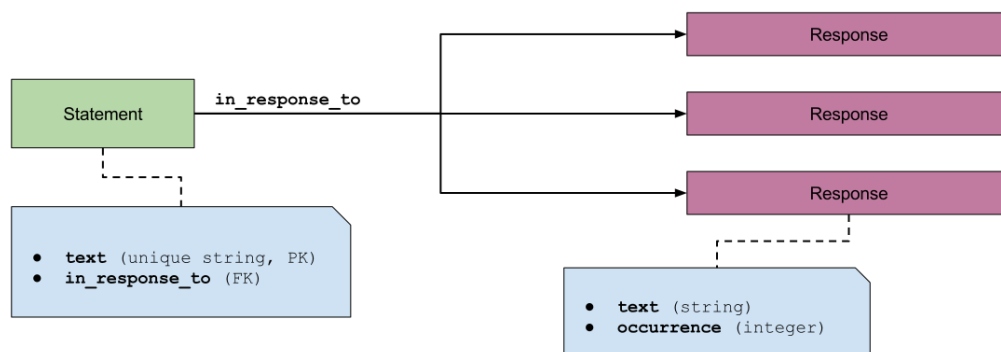 Response
Statement
in_response_to
Response
Response
● text (unique string, PK)
● in_response_to (FK)
● text (string)
● occurrence (integer)